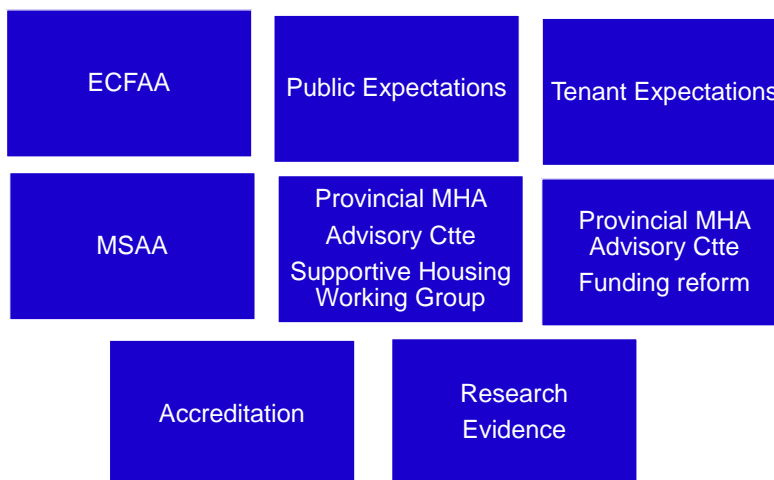 ECFAA
Public Expectations
Tenant Expectations
MSAA
Provincial MHA
Advisory Ctte
Supportive Housing
Working Group
Provincial MHA
Advisory Ctte
Funding reform
Accreditation
Research
Evidence